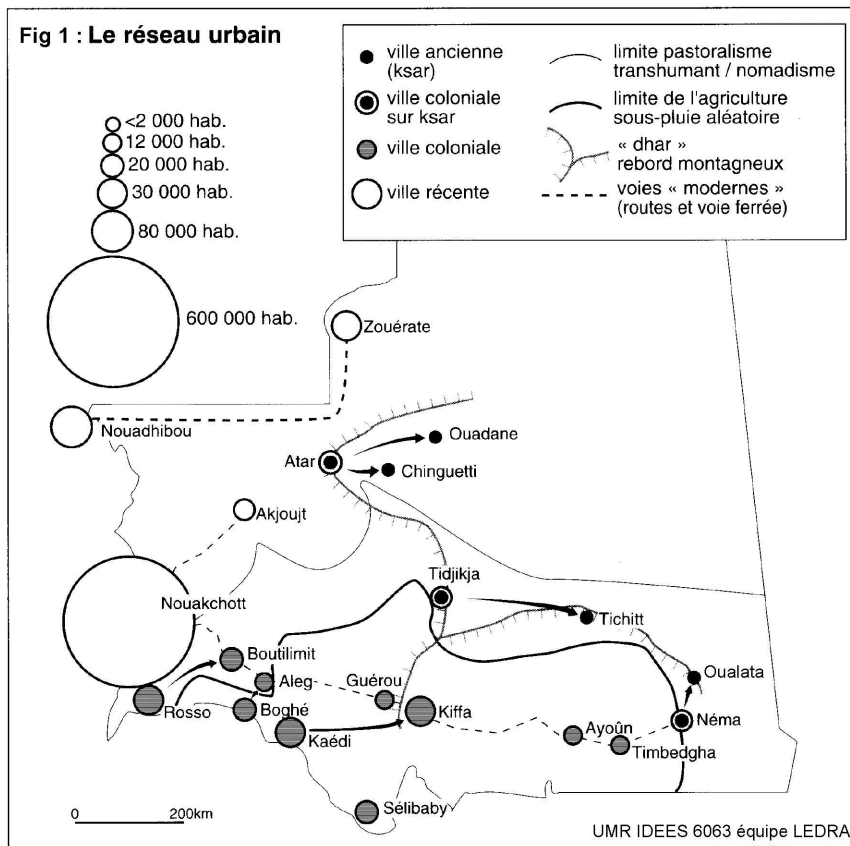 Fig 1 : Le réseau urbain
<2 000 hab.
12 000 hab.
20 000 hab.
30 000 hab.
80 000 hab.
600 000 hab.
ville ancienne
(ksar)
ville coloniale
sur ksar
ville coloniale
ville récente
limite pastoralisme
transhumant / nomadisme
limite de l'agriculture
sous-pluie aléatoire
« dhar »
rebord montagneux
voies « modernes »
(routes et voie ferrée)
Zouérate
Nouadhibou
Ouadane
Atar
Chinguetti
Akjoujt
Tidjikja
Nouakchott
Tichitt
Boutilimit
Oualata
Aleg
Guérou
Rosso
Boghé
Kiffa
Néma
Kaédi
Ayoûn
Timbedgha
Sélibaby
0 200km
UMR IDEES 6063 équipe LEDRA